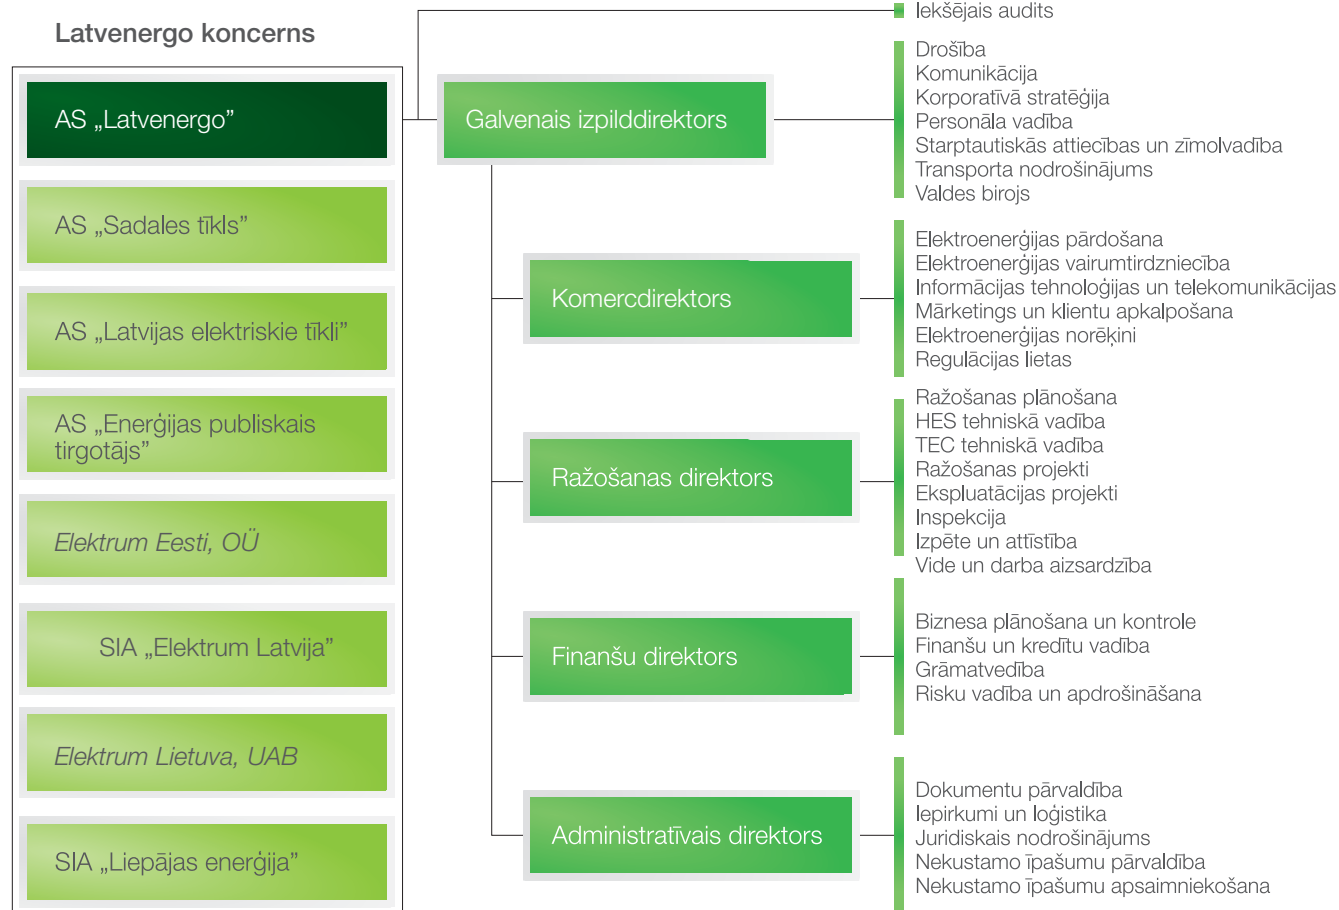 Latvenergo koncerns
AS „Latvenergo”
AS „Sadales tīkls”
AS „Latvijas elektriskie tīkli”
AS „Enerģijas publiskais
tirgotājs”
Elektrum Eesti, OÜ
SIA „Elektrum Latvija”
Elektrum Lietuva, UAB
SIA „Liepājas enerģija”
Galvenais izpilddirektors
Iekšējais audits
Drošība
Komunikācija
Korporatīvā stratēģija
Personāla vadība
Starptautiskās attiecības un zīmolvadība
Transporta nodrošinājums
Valdes birojs
Komercdirektors
Elektroenerģijas pārdošana
Elektroenerģijas vairumtirdzniecība
Informācijas tehnoloģijas un telekomunikācijas
Mārketings un klientu apkalpošana
Elektroenerģijas norēķini
Regulācijas lietas
Ražošanas direktors
Ražošanas plānošana
HES tehniskā vadība
TEC tehniskā vadība
Ražošanas projekti
Ekspluatācijas projekti
Inspekcija
Izpēte un attīstība
Vide un darba aizsardzība
Finanšu direktors
Biznesa plānošana un kontrole
Finanšu un kredītu vadība
Grāmatvedība
Risku vadība un apdrošināšana
Administratīvais direktors
Dokumentu pārvaldība
Iepirkumi un loģistika
Juridiskais nodrošinājums
Nekustamo īpašumu pārvaldība
Nekustamo īpašumu apsaimniekošana